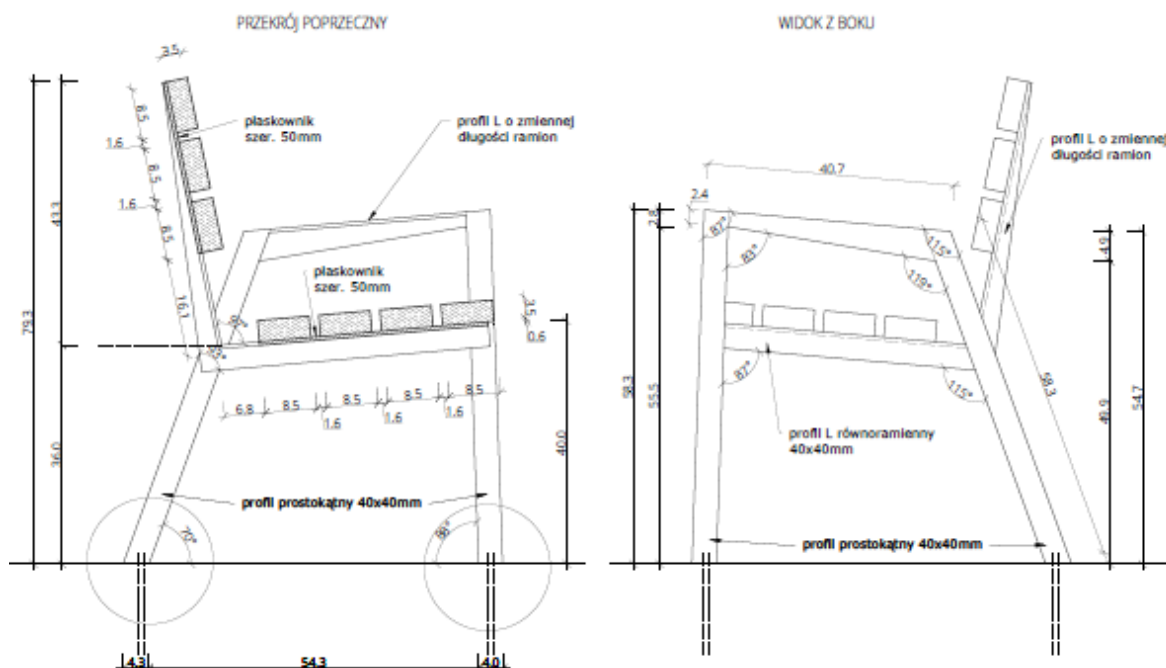 PRZEKRÓJ POPRZECZNY
WIDOK Z BOKU
3.5
8.5
1.6
8.5
1.6
8.5
16.1
płaskownik
szer. 50mm
profil L o zmiennej
długości ramion
43.3
79.3
36.0
płaskownik
szer. 50mm
3.5
0.6
6.8
8.5
8.5
8.5
8.5
1.6
1.6
1.6
40.0
profil prostokątny 40x40mm
70°
88°
4.3
54.3
4.0
profil L o zmiennej
długości ramion
40.7
2.4
2.8
87°
83°
115°
119°
4.9
87°
115°
58.3
55.5
58.3
49.9
54.7
profil L równoramienny
40x40mm
profil prostokątny 40x40mm